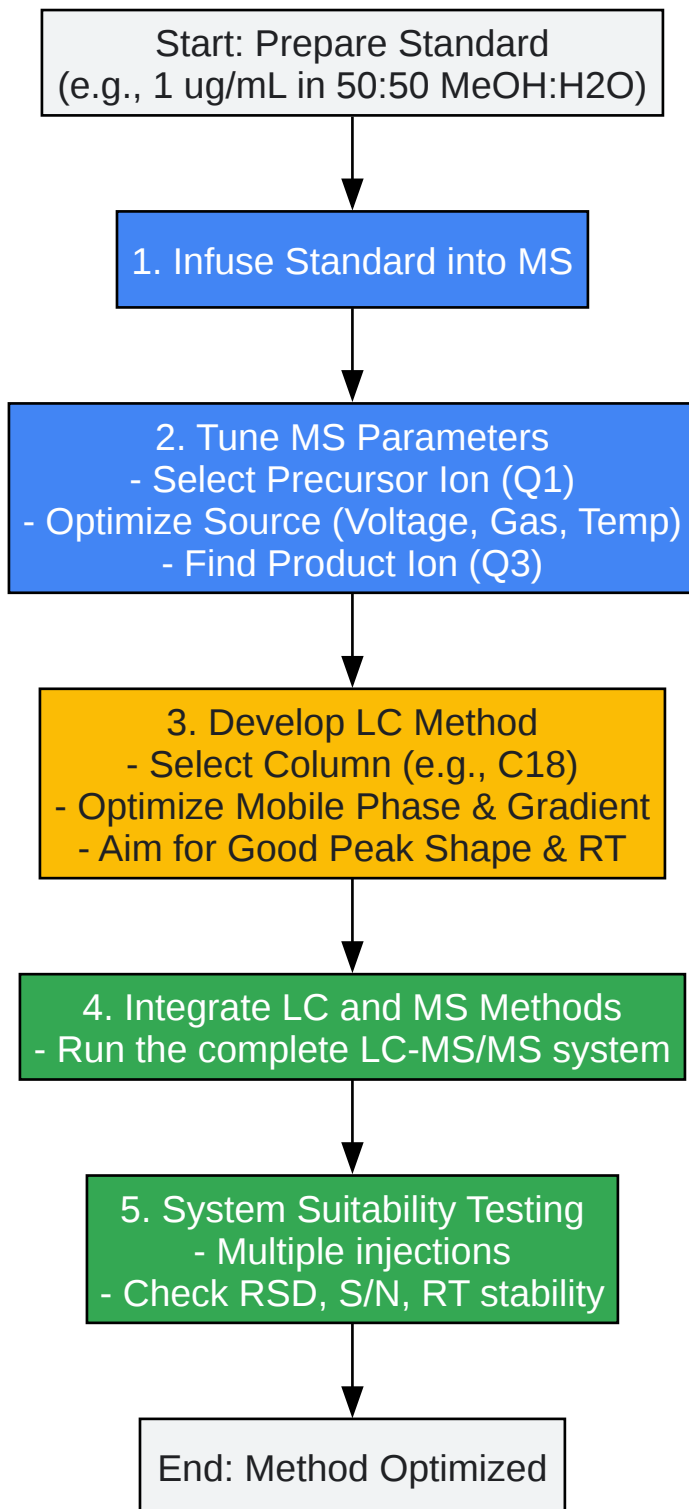 Start: Prepare Standard
(e.g., 1 ug/mL in 50:50 MeOH:H2O)
1. Infuse Standard into MS
2. Tune MS Parameters
- Select Precursor Ion (Q1)
- Optimize Source (Voltage, Gas, Temp)
- Find Product Ion (Q3)
3. Develop LC Method
- Select Column (e.g., C18)
- Optimize Mobile Phase & Gradient
- Aim for Good Peak Shape & RT
4. Integrate LC and MS Methods
- Run the complete LC-MS/MS system
5. System Suitability Testing
- Multiple injections
- Check RSD, S/N, RT stability
End: Method Optimized